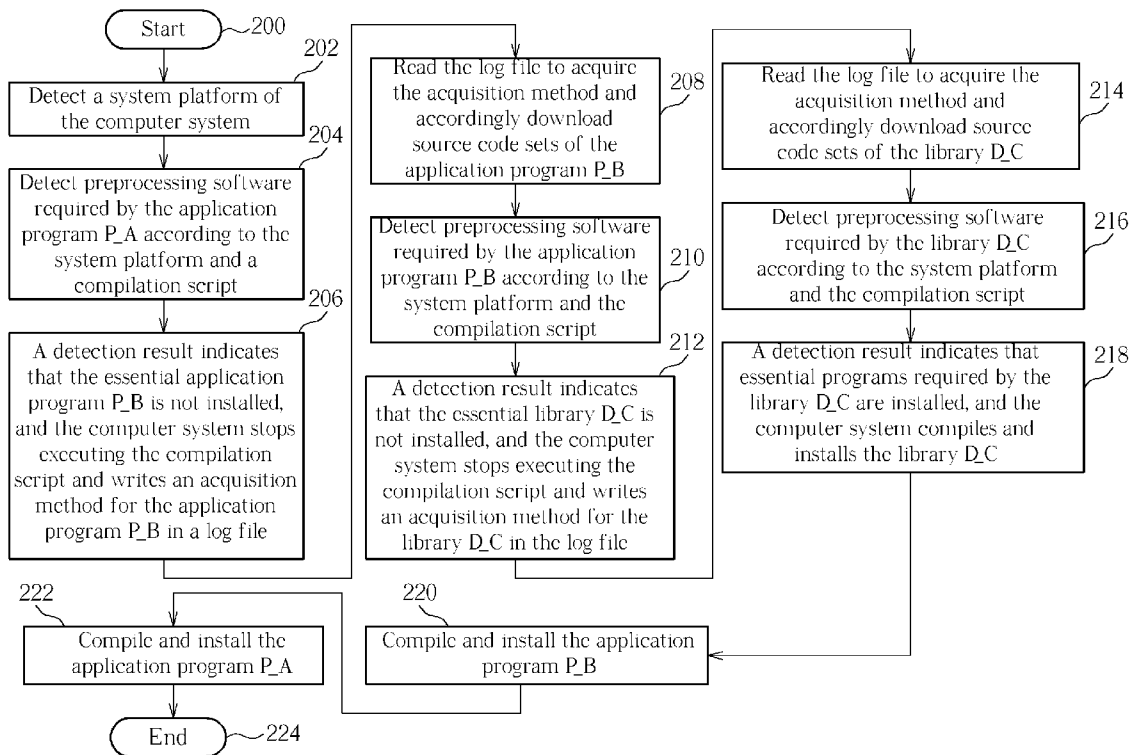 Start
200
202
Detect a system platform of
the computer system
204
Detect preprocessing software
required by the application
program P_A according to the
system platform and a
compilation script
206
A detection result indicates
that the essential application
program P_B is not installed,
and the computer system stops
executing the compilation
script and writes an acquisition
method for the application
program P_B in a log file
208
Read the log file to acquire
the acquisition method and
accordingly download
source code sets of the
application program P_B
210
Detect preprocessing software
required by the application
program P_B according to the
system platform and the
compilation script
212
A detection result indicates
that the essential library D_C is
not installed, and the computer
system stops executing the
compilation script and writes
an acquisition method for the
library D_C in the log file
214
Read the log file to acquire the
acquisition method and
accordingly download source
code sets of the library D_C
216
Detect preprocessing software
required by the library D_C
according to the system platform
and the compilation script
218
A detection result indicates that
essential programs required by the
library D_C are installed, and the
computer system compiles and
installs the library D_C
220
Compile and install the application
program P_B
222
Compile and install the
application program P_A
End
224